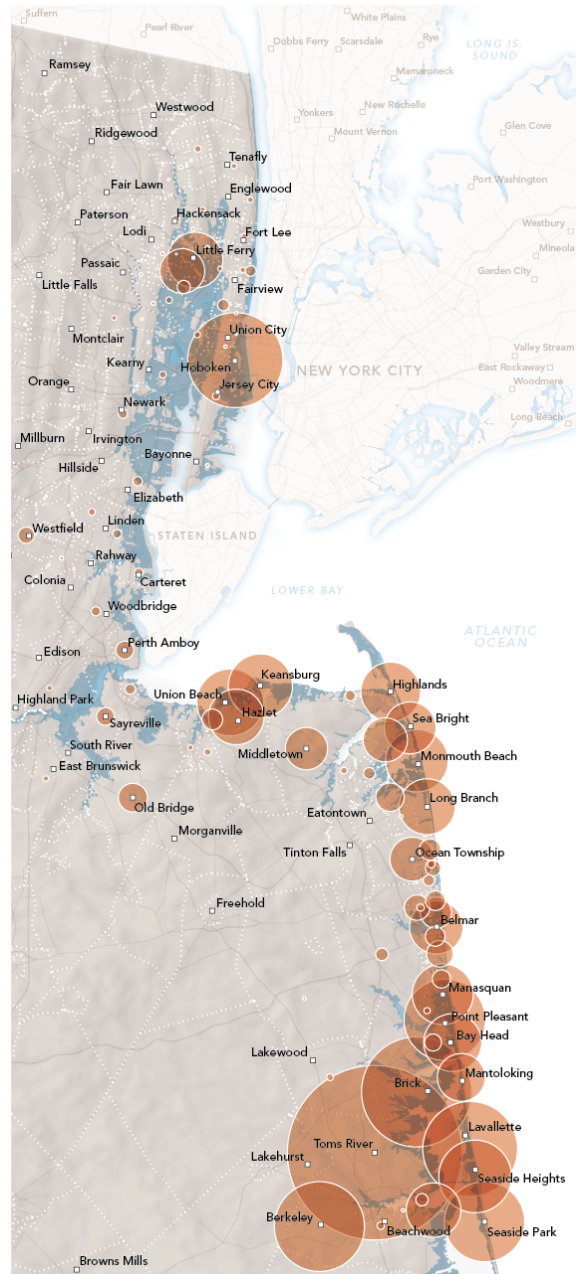 Suffern
White Plains
Pearl River
Rye
Dobbs Ferry
Scarsdale
LONG IS.
SOUND
Ramsey
Mamaroneck
Westwood
New Rochelle
Yonkers
Glen Cove
Ridgewood
Mount Vernon
Tenafly
Fair Lawn
Port Washington
Englewood
Paterson
Hackensack
Westbury
Lodi
Fort Lee
Mineola
Little Ferry
Passaic
Garden City
Little Falls
Fairview
Montclair
Union City
Valley Stream
Kearny
Hoboken
NEW YORK CITY
East Rockaway
Orange
Jersey City
Woodmere
Newark
Long Beach
Millburn
Irvington
Bayonne
Hillside
Elizabeth
Linden
Westfield
STATEN ISLAND
Rahway
Colonia
Carteret
LOWER BAY
Woodbridge
ATLANTIC
OCEAN
Edison
Perth Amboy
Keansburg
Highlands
Union Beach
Highland Park
Hazlet
Sayreville
Sea Bright
South River
Middletown
Monmouth Beach
East Brunswick
Old Bridge
Long Branch
Eatontown
Morganville
Tinton Falls
Ocean Township
Freehold
Belmar
Manasquan
Point Pleasant
Bay Head
Lakewood
Mantoloking
Brick
Lavallette
Toms River
Lakehurst
Seaside Heights
Berkeley
Beachwood
Seaside Park
Browns Mills